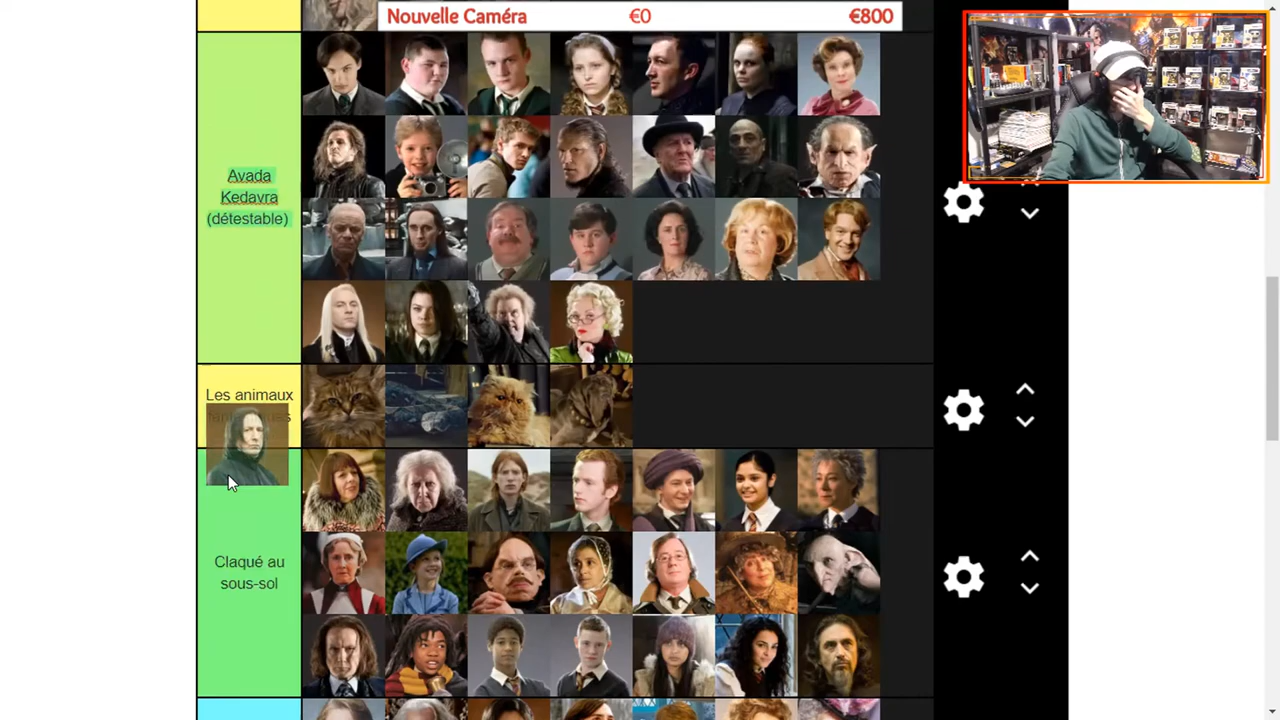 Nouvelle Caméra €0 €800
Avada
Kedavra
(détestable)
Les animaux
Claqué au
sous-sol